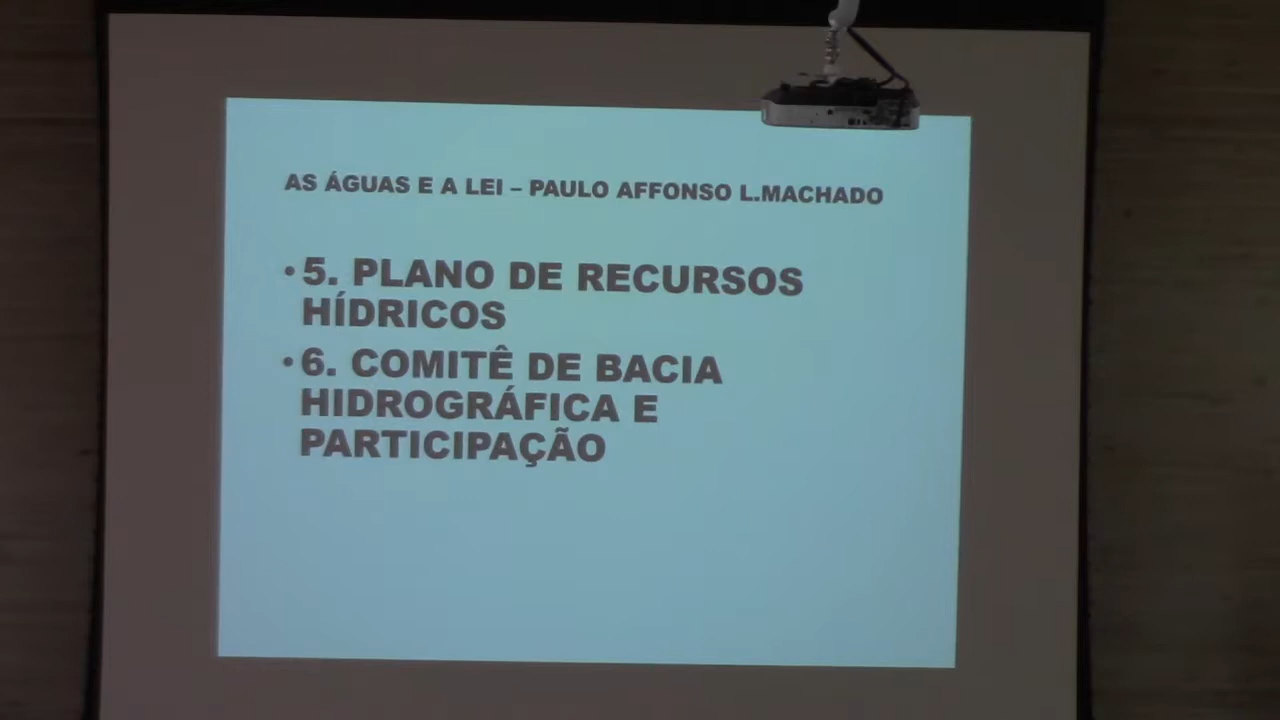 AS ÁGUAS E A LEI – PAULO AFFONSO L.MACHADO
• 5. PLANO DE RECURSOS
HÍDRICOS
• 6. COMITÊ DE BACIA
HIDROGRÁFICA E
PARTICIPAÇÃO